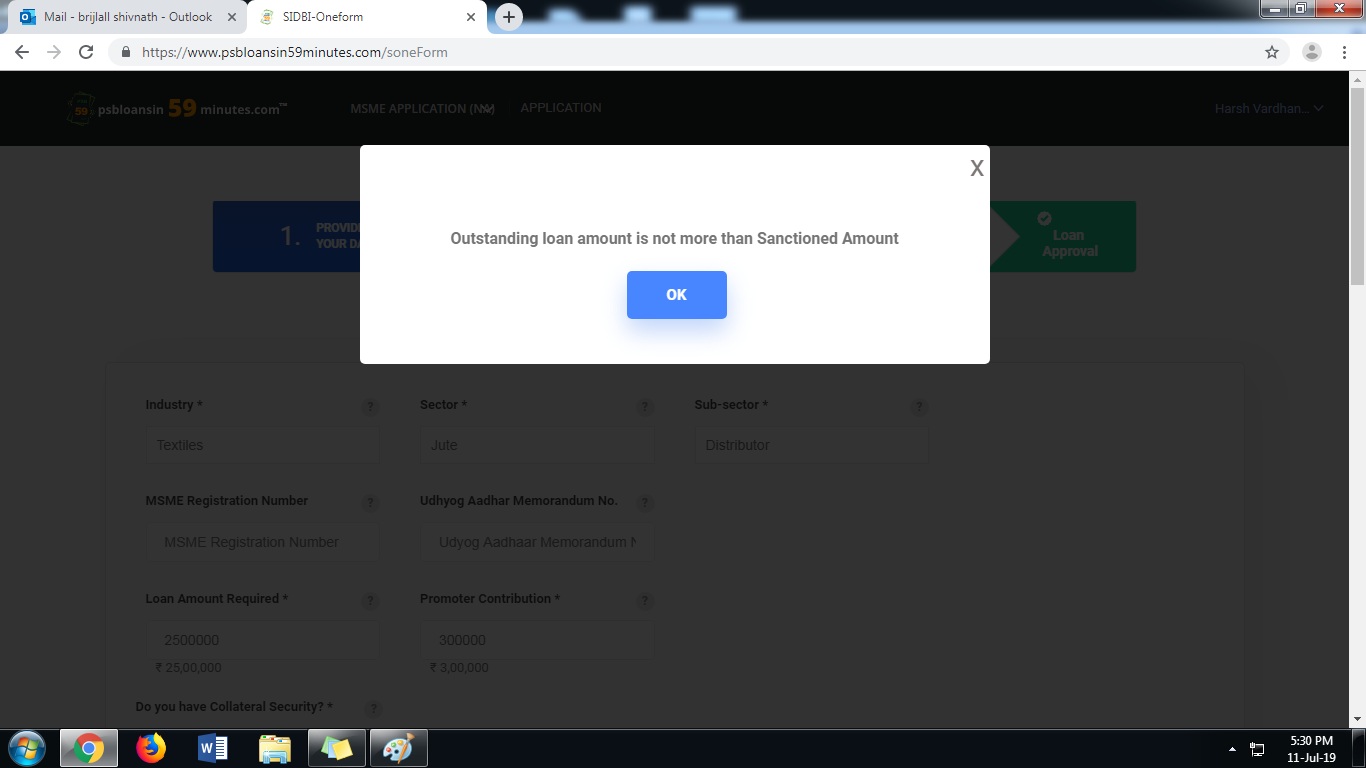 Mail - brijlall shivnath - Outlook
SIDBI-Oneform
https://www.psbloansin59minutes.com/soneForm
psbloansin 59 minutes.com™
MSME APPLICATION
APPLICATION
Harsh Vardhan...
X
Outstanding loan amount is not more than Sanctioned Amount
OK
1.
YOUR
Loan
Approval
Industry *
?
Sector *
?
Sub-sector *
?
Textiles
Jute
Distributor
MSME Registration Number
?
Udhyog Aadhar Memorandum No.
?
MSME Registration Number
Udyog Aadhaar Memorandum
Loan Amount Required *
?
Promoter Contribution *
?
2500000
300000
₹ 25,00,000
₹ 3,00,000
Do you have Collateral Security? *
?
5:30 PM
11-Jul-19